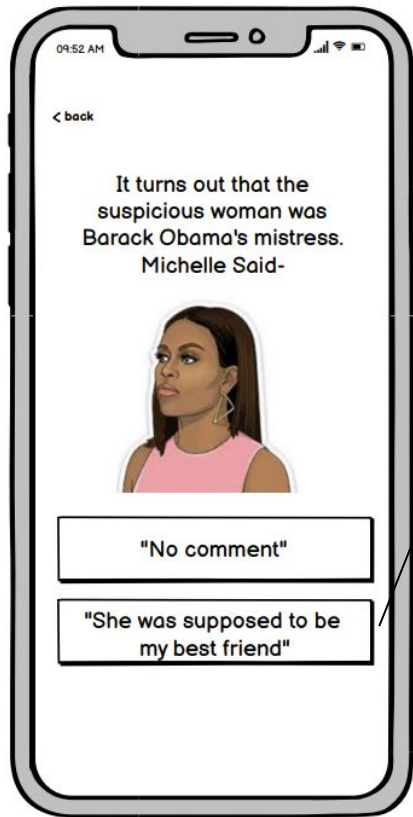 09:52 AM
< back
It turns out that the
suspicious woman was
Barack Obama's mistress.
Michelle Said-
"No comment"
"She was supposed to be
my best friend"